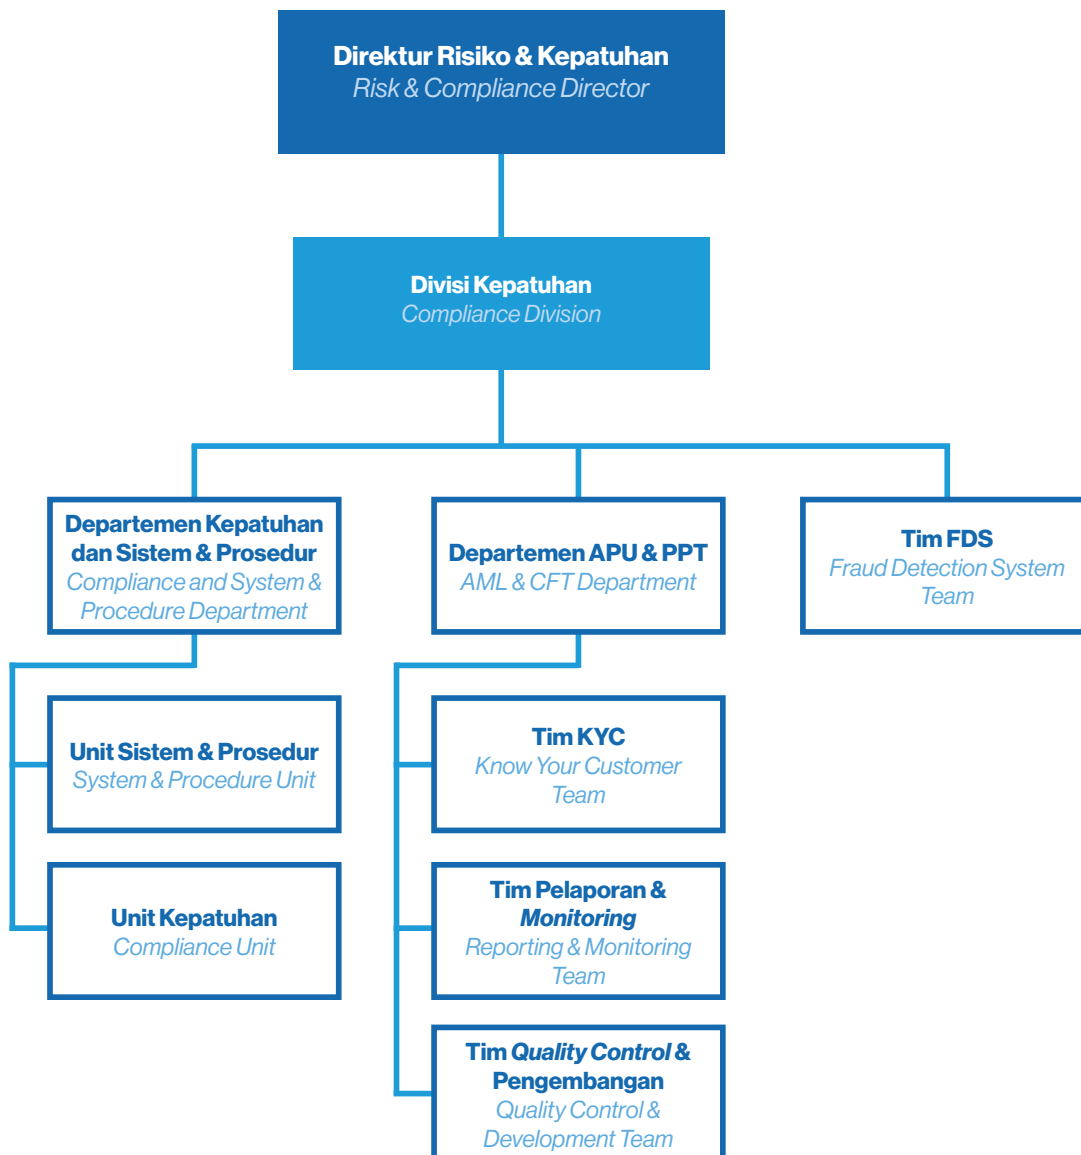 Direktur Risiko & Kepatuhan
Risk & Compliance Director
Divisi Kepatuhan
Compliance Division
Departemen Kepatuhan
dan Sistem & Prosedur
Compliance and System &
Procedure Department
Departemen APU & PPT
AML & CFT Department
Tim FDS
Fraud Detection System
Team
Unit Sistem & Prosedur
System & Procedure Unit
Unit Kepatuhan
Compliance Unit
Tim KYC
Know Your Customer
Team
Tim Pelaporan &
Monitoring
Reporting & Monitoring
Team
Tim Quality Control &
Pengembangan
Quality Control &
Development Team